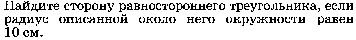 Найдите сторону равностороннего треугольника, если
радиус описанной около него окружности равен
10 см.